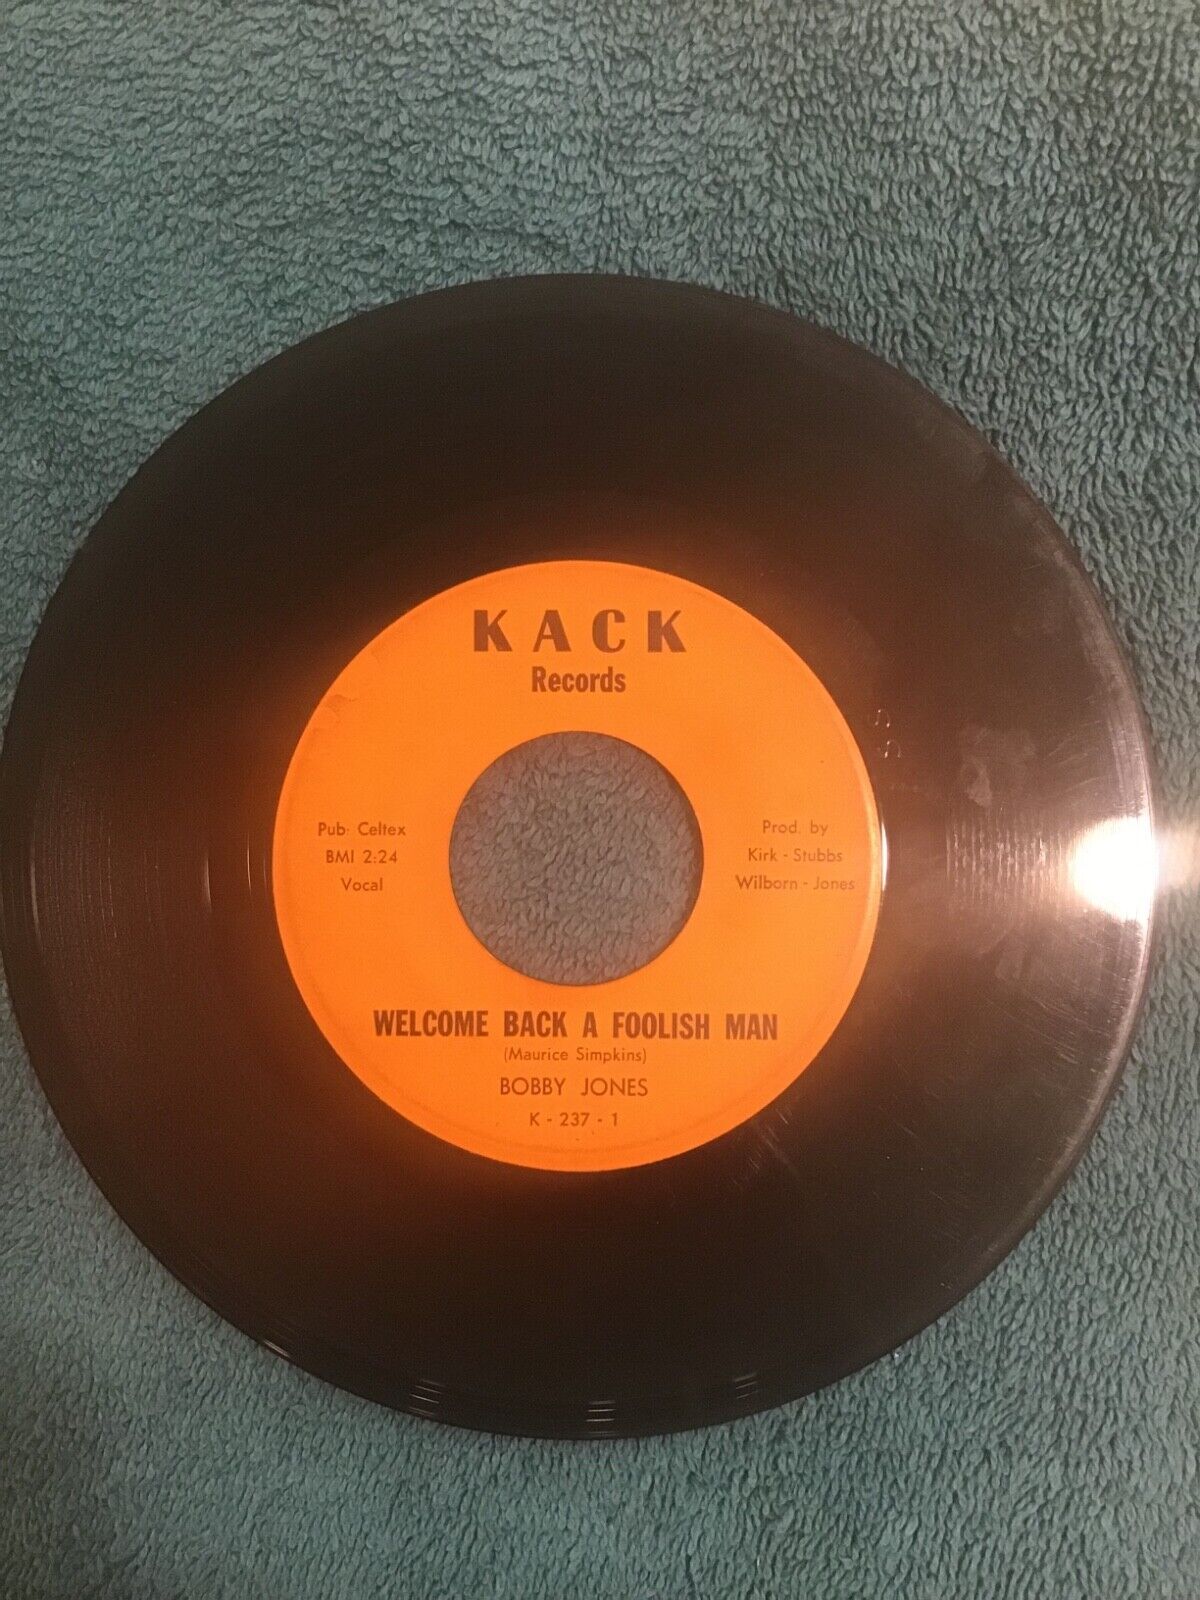 KACK
Records
Pub· Celtex
BMI 2:24
Vocal
Prod. by
Kirk - Stubbs
Wilborn - Jones
WELCOME BACK A FOOLISH MAN
(Maurice Simpkins)
BOBBY JONES
K - 237 - 1